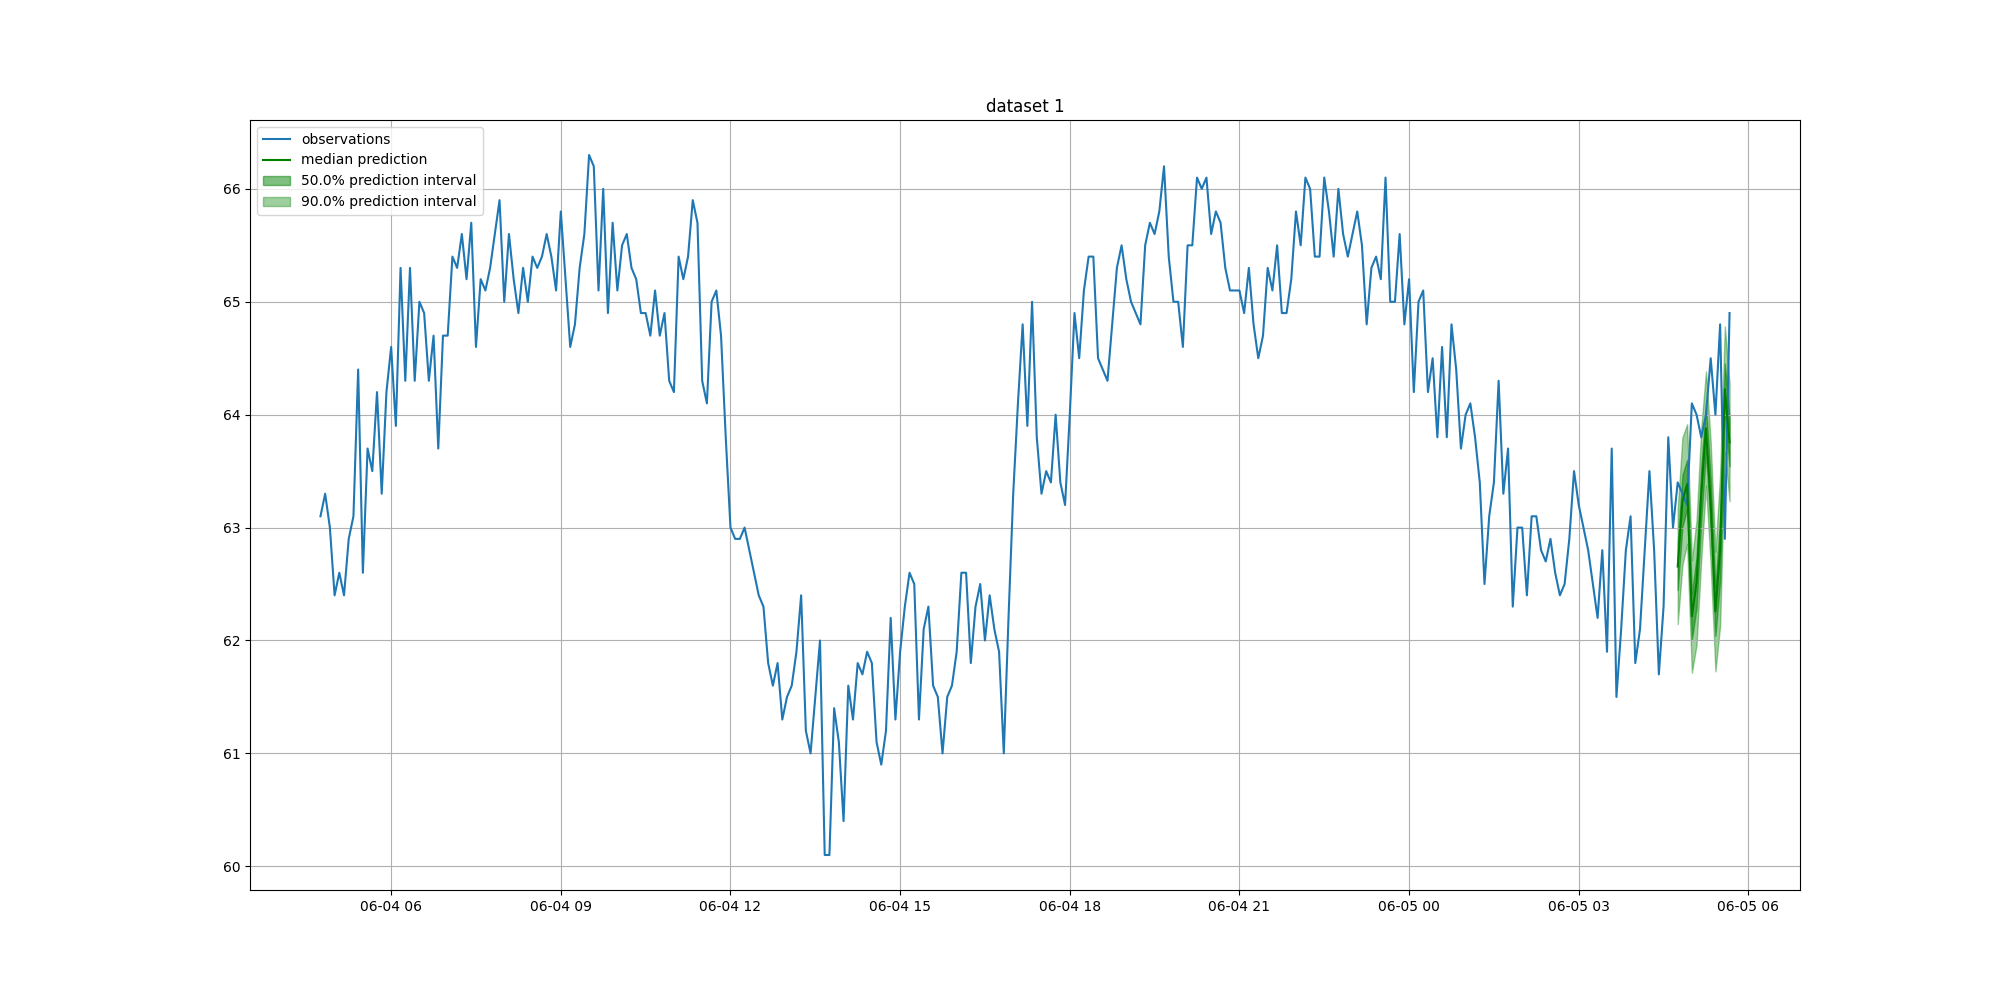 dataset 1
observations
median prediction
50.0% prediction interval
90.0% prediction interval
66
65
64
63
62
61
60
06-04 06 06-04 09 06-04 12 06-04 15 06-04 18 06-04 21 06-05 00 06-05 03 06-05 06